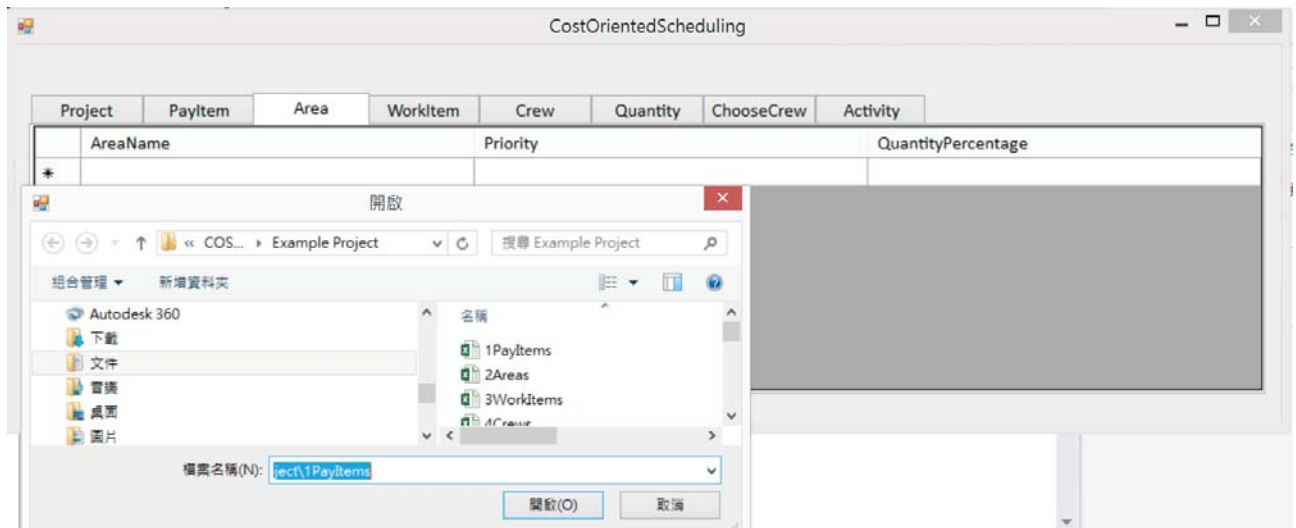 CostOrientedScheduling
Project PayItem Area WorkItem Crew Quantity ChooseCrew Activity
AreaName Priority QuantityPercentage
*
開啟
« COS... Example Project 搜尋 Example Project
組合管理 新增資料夾
Autodesk 360
下載
文件
音樂
桌面
圖片
名稱
1PayItems
2Areas
3WorkItems
4Crews
檔案名稱(N): ject\1PayItems
開啟(O) 取消